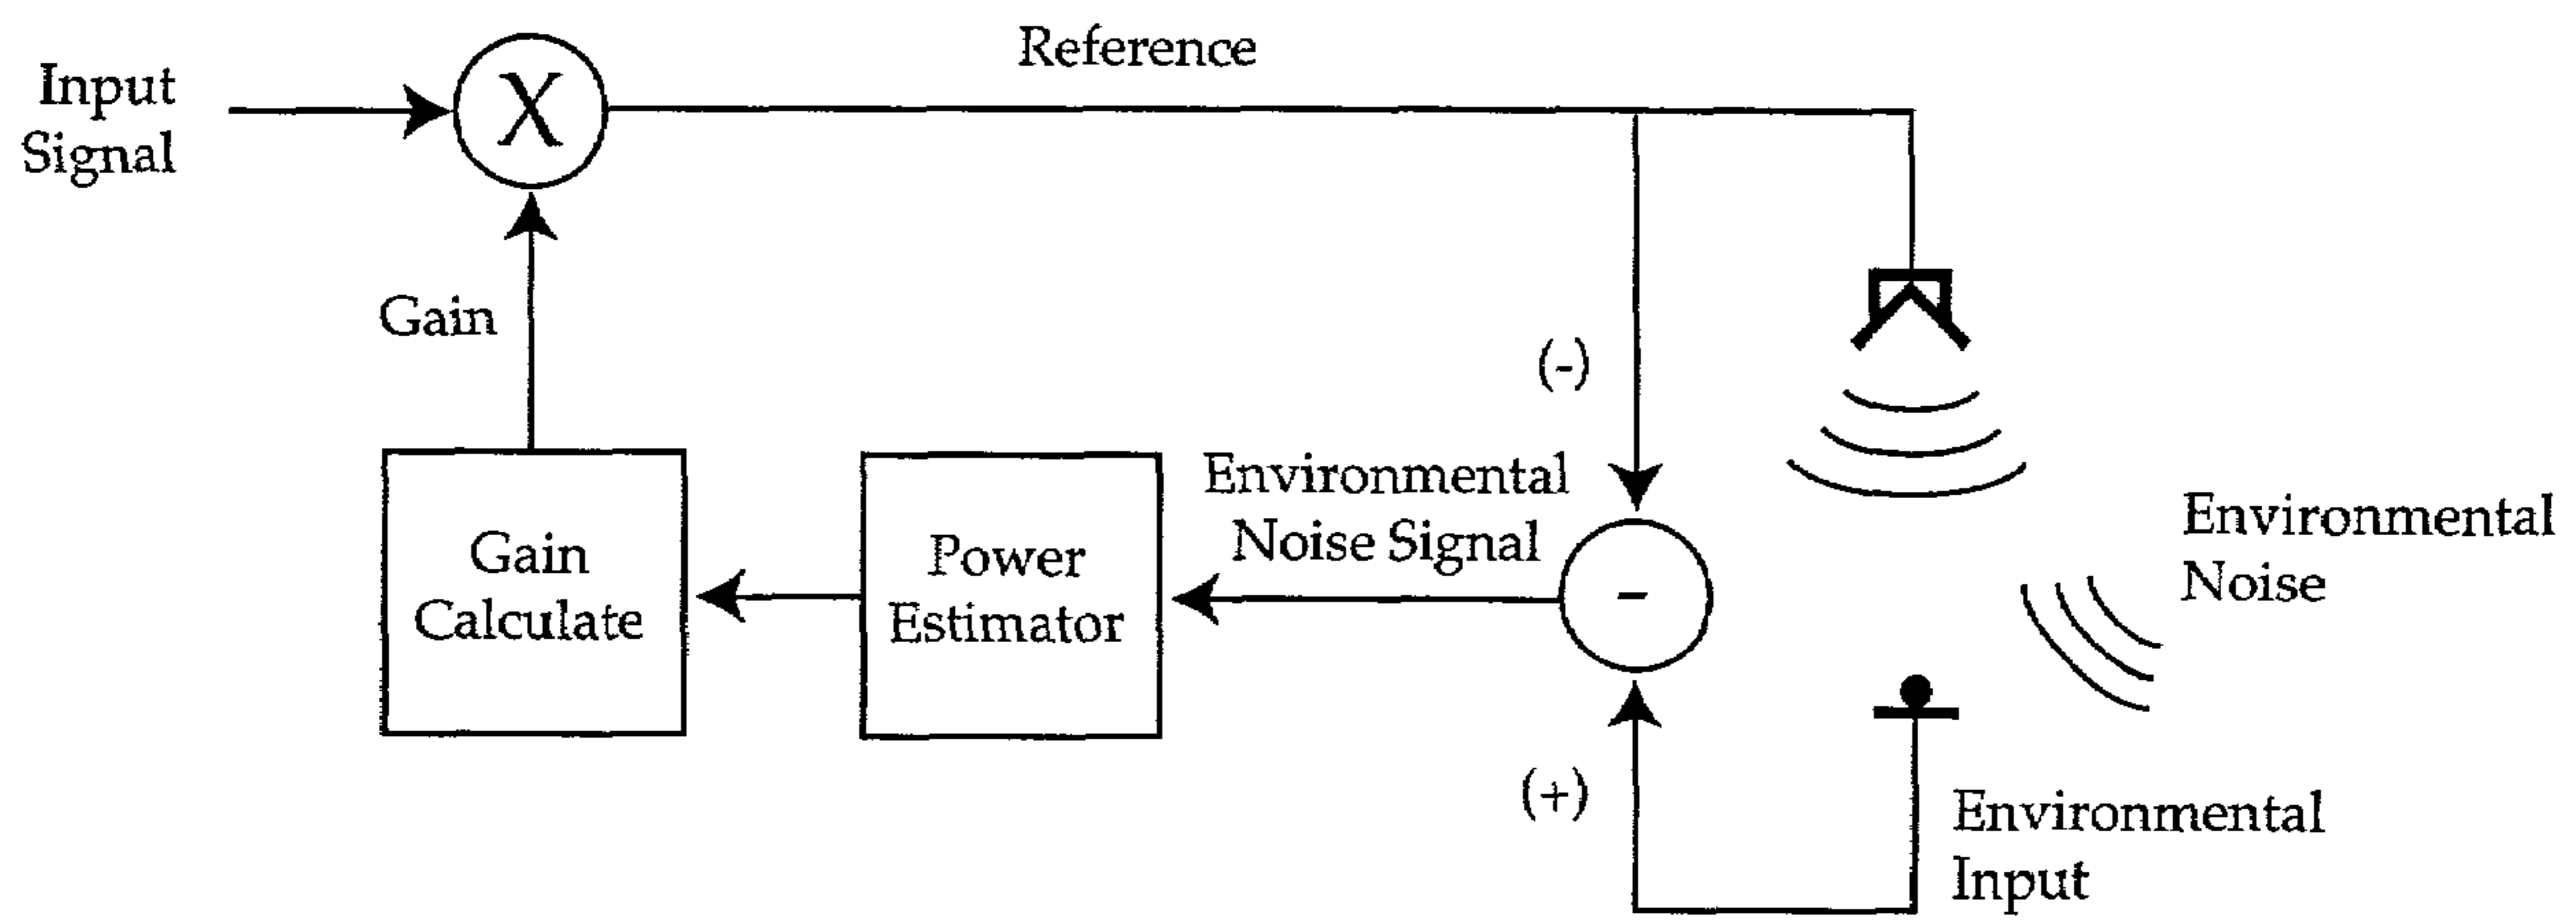 Reference
Input
Signal
X
Gain
(-)
Environmental
Noise Signal
Environmental
Noise
Gain
Calculate
Power
Estimator
-
(+)
Environmental
Input